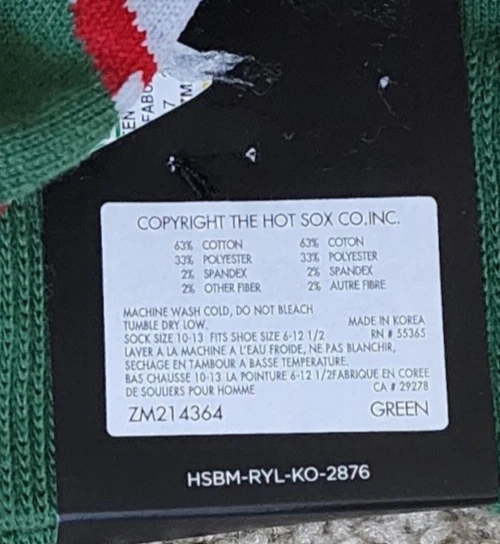 EN
FABU
7
"M
COPYRIGHT THE HOT SOX CO.INC.
63% COTTON 63% COTON
33% POLYESTER 33% POLYESTER
2% SPANDEX 2% SPANDEX
2% OTHER FIBER 2% AUTRE FIBRE
MACHINE WASH COLD, DO NOT BLEACH
TUMBLE DRY LOW. MADE IN KOREA
SOCK SIZE 10-13 FITS SHOE SIZE 6-12 1/2 RN # 55365
LAVER A LA MACHINE A L'EAU FROIDE, NE PAS BLANCHIR,
SECHAGE EN TAMBOUR A BASSE TEMPERATURE.
BAS CHAUSSE 10-13 LA POINTURE 6-12 1/2FABRIQUE EN COREE
DE SOULIERS POUR HOMME CA # 29278
ZM214364 GREEN
HSBM-RYL-KO-2876